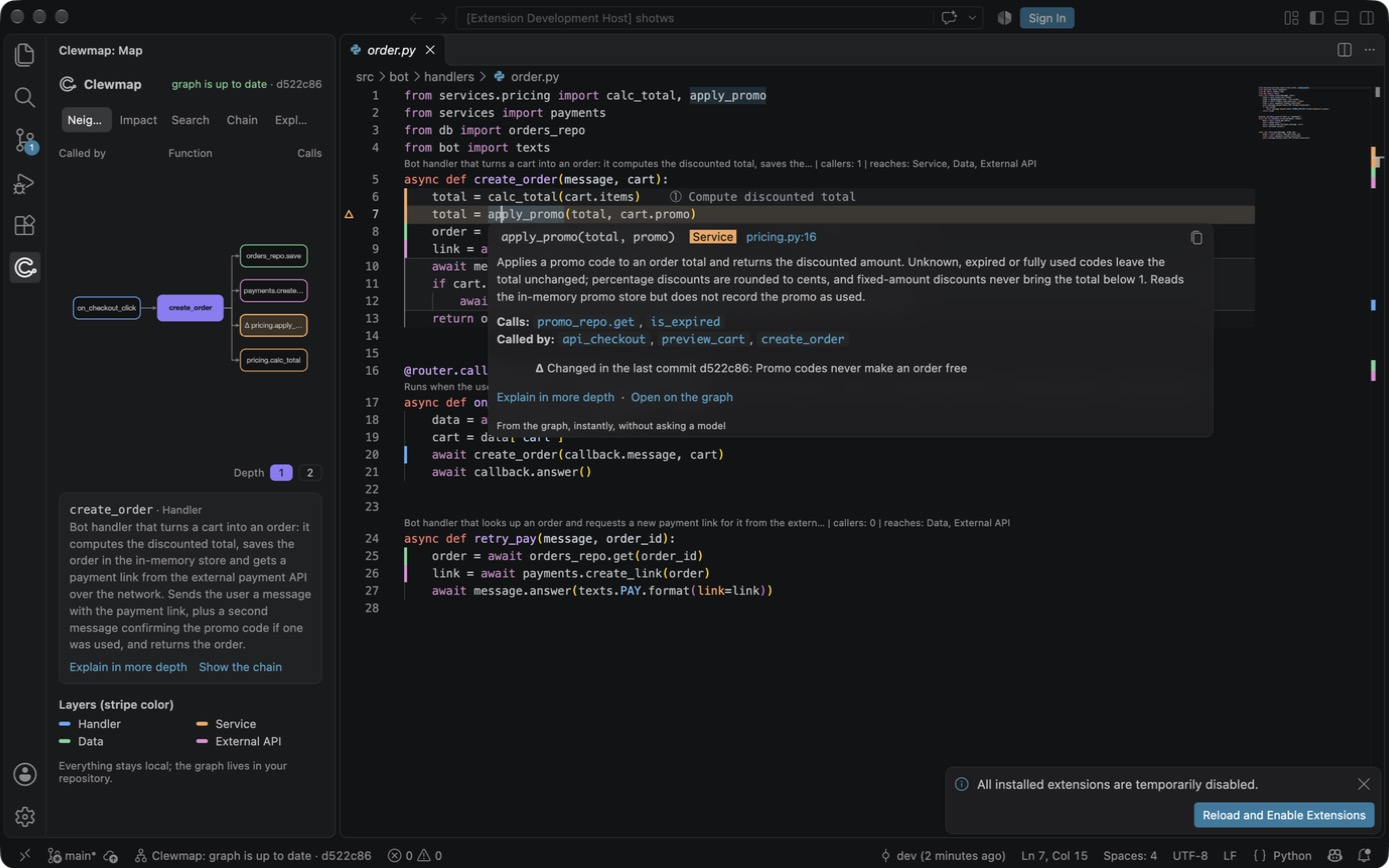 [Extension Development Host] shotws
Sign In
Clewmap: Map
Clewmap
graph is up to date · d522c86
Neig...
Impact
Search
Chain
Expl...
Called by
Function
Calls
on_checkout_click
create_order
orders_repo.save
payments.create...
Δ pricing.apply_...
pricing.calc_total
Depth
1
2
create_order · Handler
Bot handler that turns a cart into an order: it
computes the discounted total, saves the
order in the in-memory store and gets a
payment link from the external payment API
over the network. Sends the user a message
with the payment link, plus a second
message confirming the promo code if one
was used, and returns the order.
Explain in more depth Show the chain
Layers (stripe color)
Handler
Service
Data
External API
Everything stays local; the graph lives in your
repository.
1
order.py
src > bot > handlers > order.py
1 from services.pricing import calc_total, apply_promo
2 from services import payments
3 from db import orders_repo
4 from bot import texts
Bot handler that turns a cart into an order: it computes the discounted total, saves the... | callers: 1 | reaches: Service, Data, External API
5 async def create_order(message, cart):
6 total = calc_total(cart.items) ① Compute discounted total
7 total = apply_promo(total, cart.promo)
8 order =
9 link = a
10 await me
11 if cart.
12 awai
13 return o
14
15
16 @router.call
Runs when the use
17 async def on
18 data = a
19 cart = data["cart"]
20 await create_order(callback.message, cart)
21 await callback.answer()
22
23
Bot handler that looks up an order and requests a new payment link for it from the extern... | callers: 0 | reaches: Data, External API
24 async def retry_pay(message, order_id):
25 order = await orders_repo.get(order_id)
26 link = await payments.create_link(order)
27 await message.answer(texts.PAY.format(link=link))
28
apply_promo(total, promo) Service pricing.py:16
Applies a promo code to an order total and returns the discounted amount. Unknown, expired or fully used codes leave the
total unchanged; percentage discounts are rounded to cents, and fixed-amount discounts never bring the total below 1. Reads
the in-memory promo store but does not record the promo as used.
Calls: promo_repo.get , is_expired
Called by: api_checkout , preview_cart , create_order
Δ Changed in the last commit d522c86: Promo codes never make an order free
Explain in more depth · Open on the graph
From the graph, instantly, without asking a model
All installed extensions are temporarily disabled.
Reload and Enable Extensions
main*
Clewmap: graph is up to date · d522c86
0
0
dev (2 minutes ago)
Ln 7, Col 15
Spaces: 4
UTF-8
LF
{ } Python